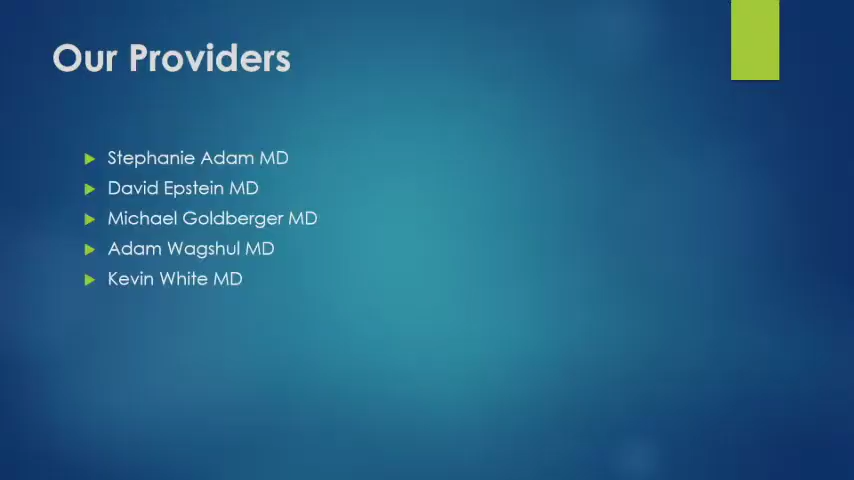 Our Providers
Stephanie Adam MD
David Epstein MD
Michael Goldberger MD
Adam Wagshul MD
Kevin White MD